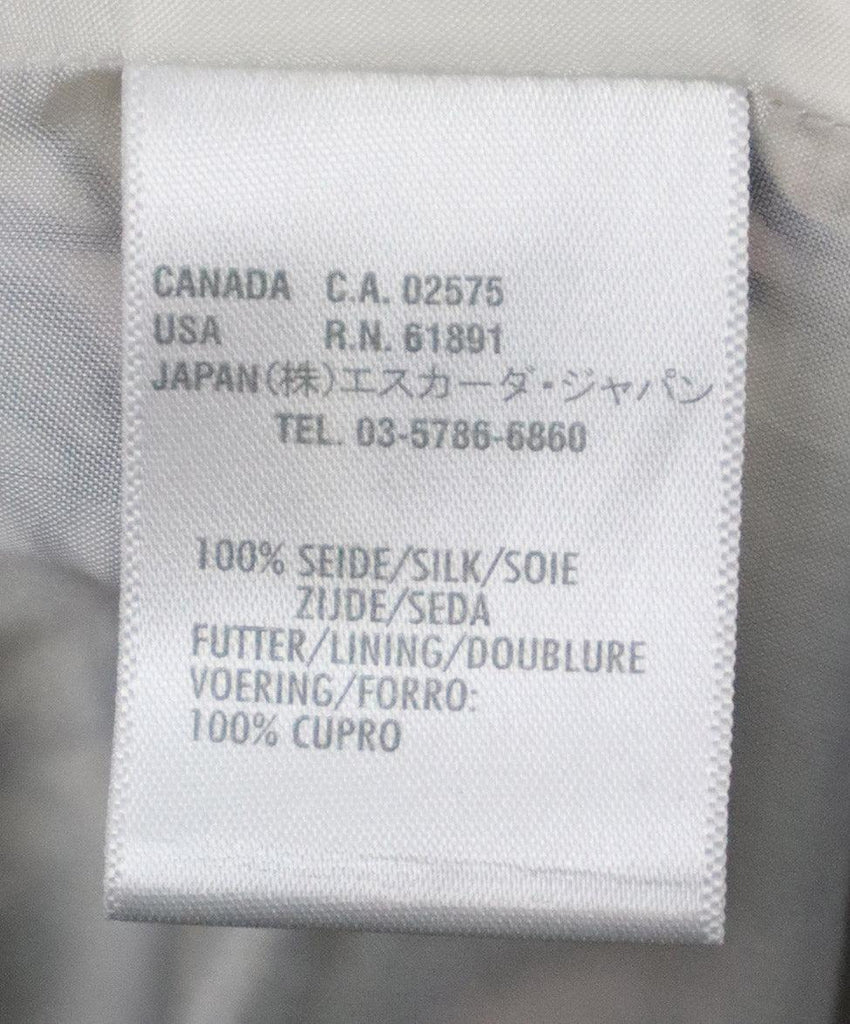 CANADA C.A. 02575
USA R.N. 61891
JAPAN(株)エスカーダ・ジャパン
TEL. 03-5786-6860
100% SEIDE/SILK/SOIE
ZIJDE/SEDA
FUTTER/LINING/DOUBLURE
VOERING/FORRO:
100% CUPRO